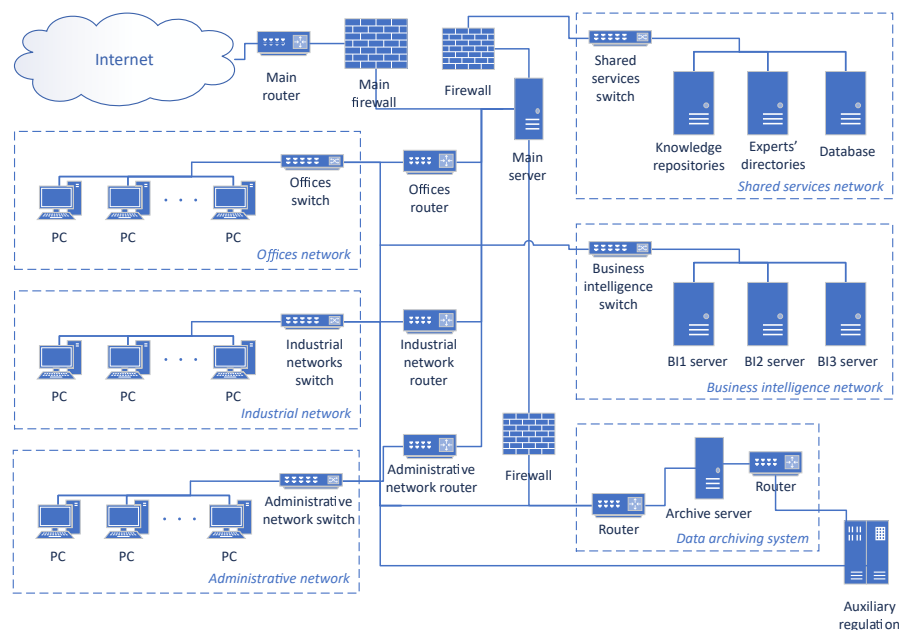 Internet
Main
router
Main
firewall
Firewall
Main
server
Shared
services
switch
Knowledge
repositories
Experts’
directories
Database
Shared services network
Offices
switch
PC
PC
PC
Offices network
Offices
router
Business
intelligence
switch
BI1 server
BI2 server
BI3 server
Business intelligence network
Industrial
networks
switch
PC
PC
PC
Industrial network
Industrial
network
router
Administrative
network router
Firewall
Administrative
network switch
PC
PC
PC
Administrative network
Router
Archive server
Router
Data archiving system
Auxiliary
regulation